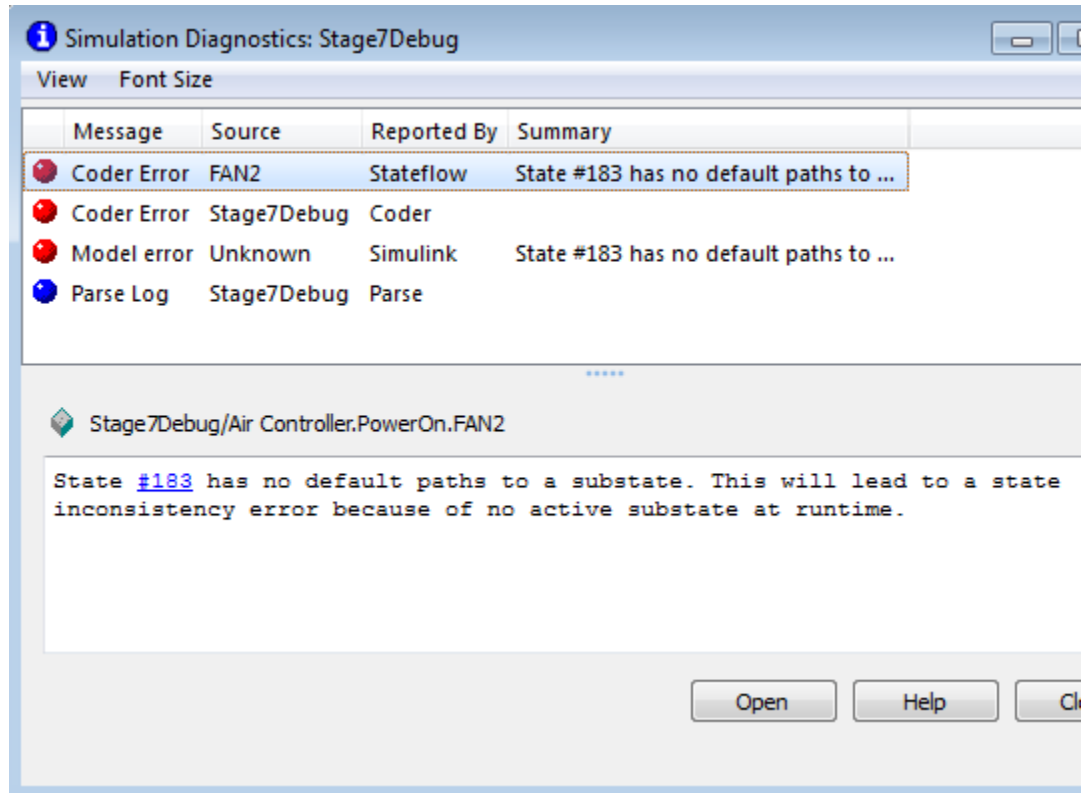 Simulation Diagnostics: Stage7Debug
View Font Size
Message Source Reported By Summary
Coder Error FAN2 Stateflow State #183 has no default paths to ...
Coder Error Stage7Debug Coder
Model error Unknown Simulink State #183 has no default paths to ...
Parse Log Stage7Debug Parse
Stage7Debug/Air Controller.PowerOn.FAN2
State #183 has no default paths to a substate. This will lead to a state
inconsistency error because of no active substate at runtime.
Open Help Cl